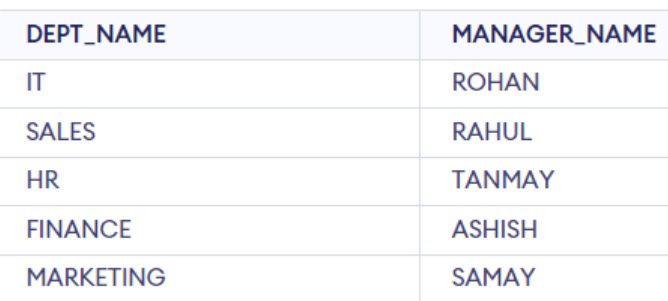 DEPT_NAME MANAGER_NAME
IT ROHAN
SALES RAHUL
HR TANMAY
FINANCE ASHISH
MARKETING SAMAY